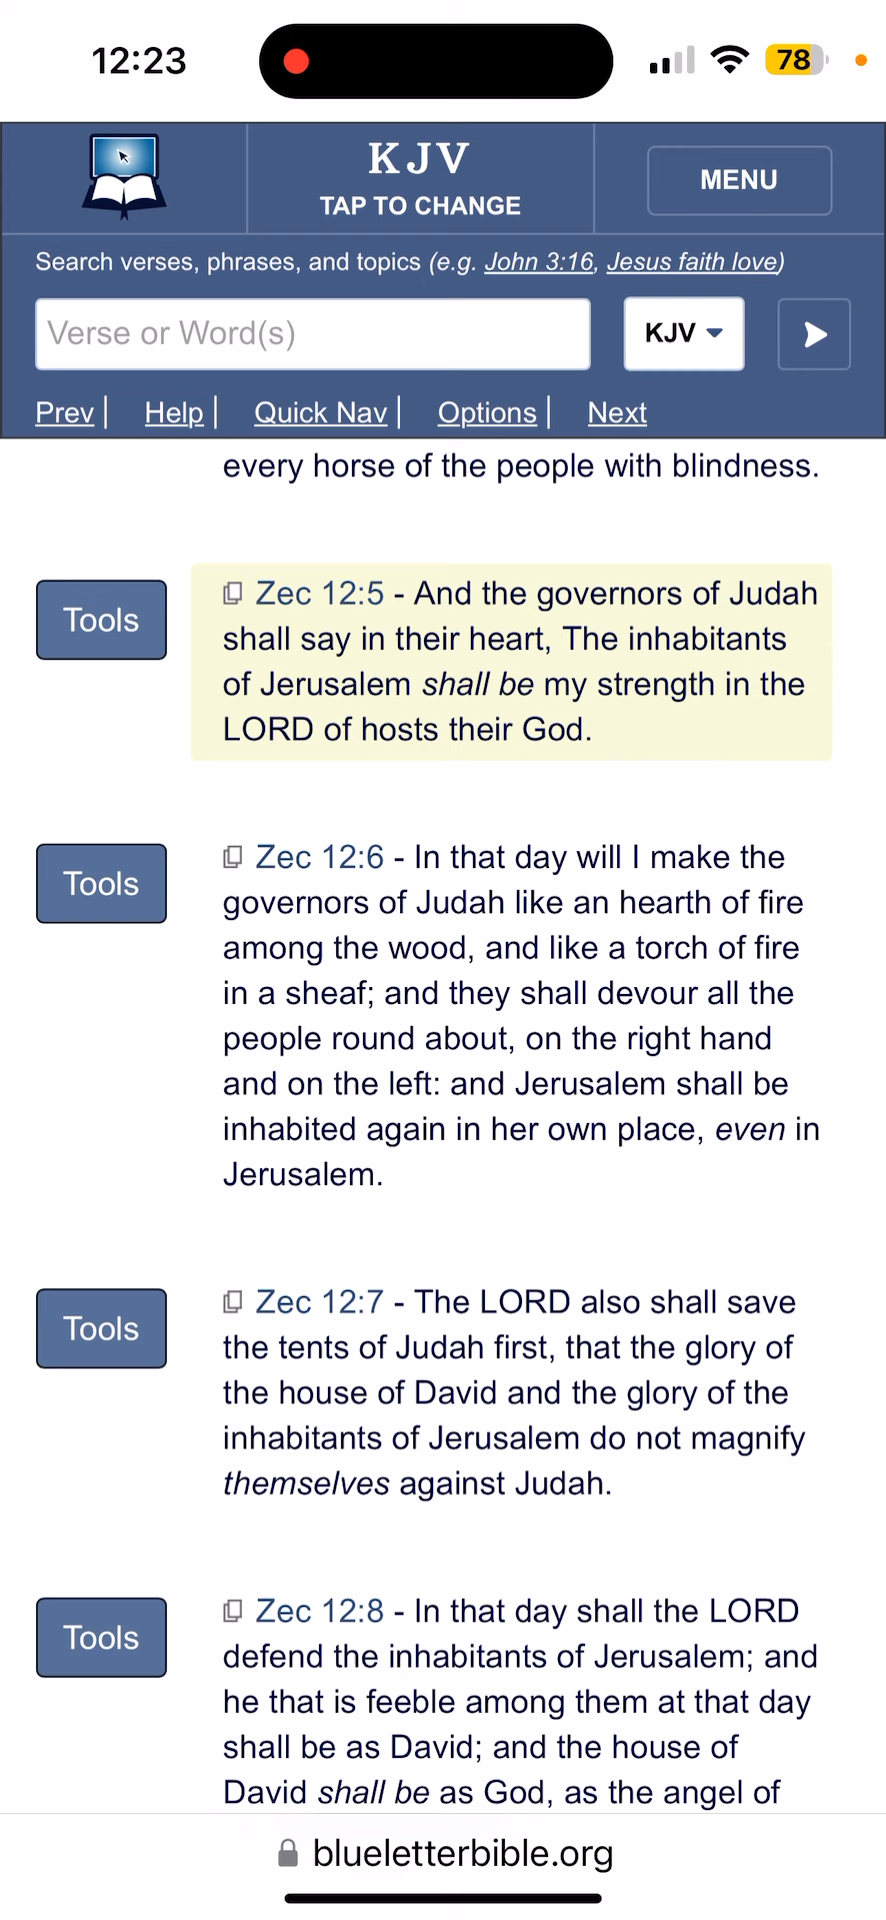 12:23
78
KJV
TAP TO CHANGE
MENU
Search verses, phrases, and topics (e.g. John 3:16, Jesus faith love)
Verse or Word(s)
KJV
Prev | Help | Quick Nav | Options | Next
every horse of the people with blindness.
Tools
Zec 12:5 - And the governors of Judah
shall say in their heart, The inhabitants
of Jerusalem shall be my strength in the
LORD of hosts their God.
Tools
Zec 12:6 - In that day will I make the
governors of Judah like an hearth of fire
among the wood, and like a torch of fire
in a sheaf; and they shall devour all the
people round about, on the right hand
and on the left: and Jerusalem shall be
inhabited again in her own place, even in
Jerusalem.
Tools
Zec 12:7 - The LORD also shall save
the tents of Judah first, that the glory of
the house of David and the glory of the
inhabitants of Jerusalem do not magnify
themselves against Judah.
Tools
Zec 12:8 - In that day shall the LORD
defend the inhabitants of Jerusalem; and
he that is feeble among them at that day
shall be as David; and the house of
David shall be as God, as the angel of
blueletterbible.org